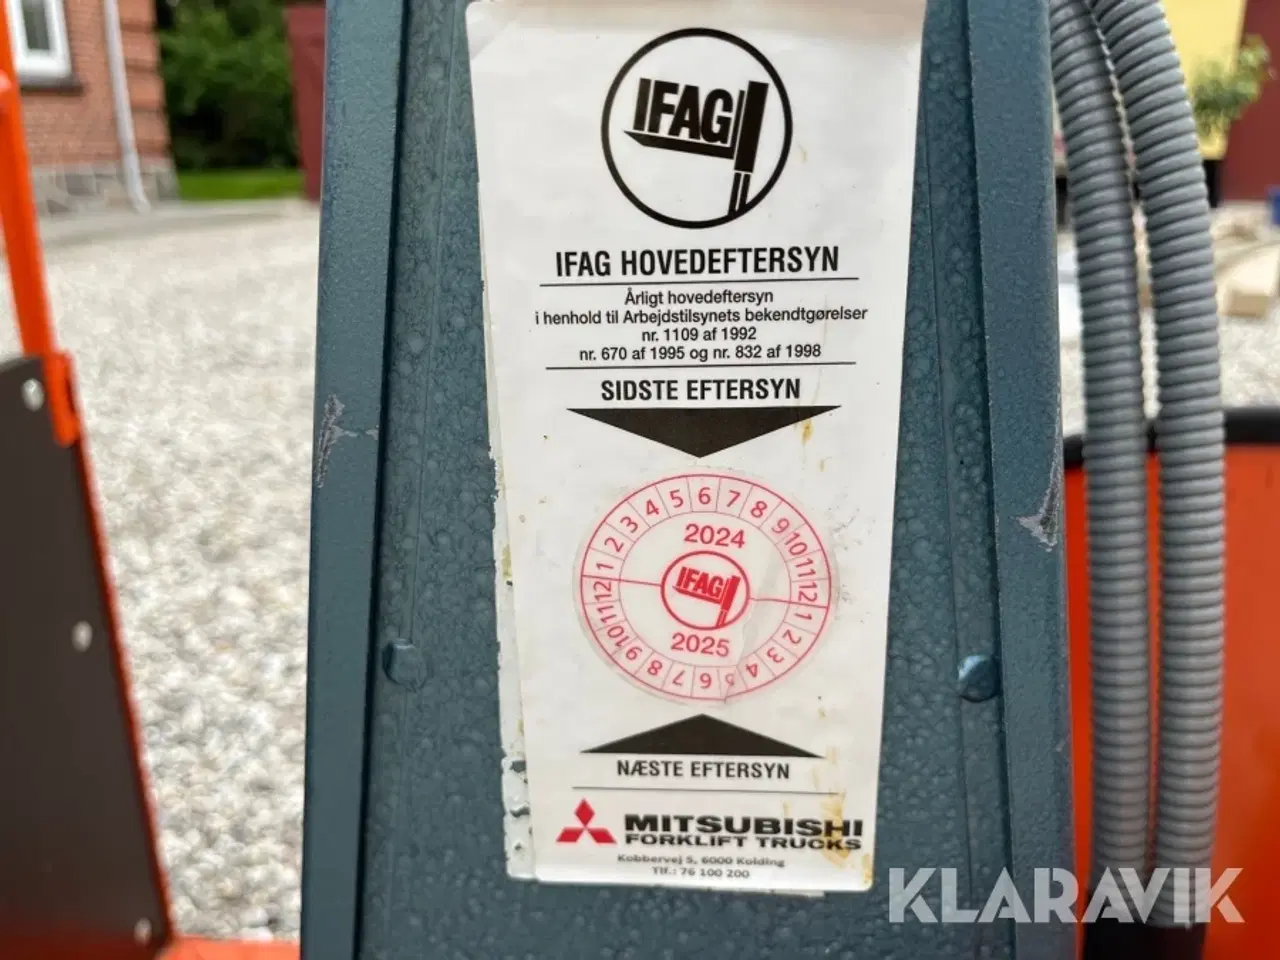 IFAG
IFAG HOVEDEFTERSYN
Årligt hovedeftersyn
i henhold til Arbejdstilsynets bekendtgørelser
nr. 1109 af 1992
nr. 670 af 1995 og nr. 832 af 1998
SIDSTE EFTERSYN
1 2 3 4 5 6 7 8 9 10 11 12
2024
IFAG
2025
1 2 3 4 5 6 7 8 9 10 11 12
NÆSTE EFTERSYN
MITSUBISHI
FORKLIFT TRUCKS
Kobbervej 5, 6000 Kolding
Tlf.: 76 100 200
KLARAVIK